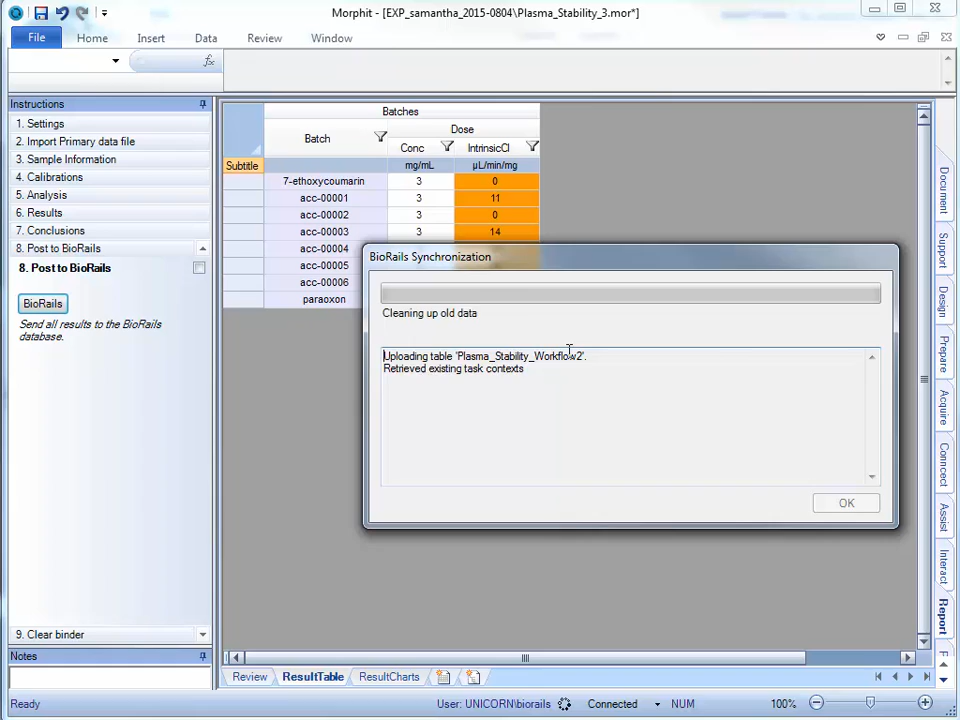 Morphit - [EXP_samantha_2015-0804\Plasma_Stability_3.mor*]
File Home Insert Data Review Window
fx
Instructions
1. Settings
2. Import Primary data file
3. Sample Information
4. Calibrations
5. Analysis
6. Results
7. Conclusions
8. Post to BioRails
8. Post to BioRails
BioRails
Send all results to the BioRails
database.
9. Clear binder
Notes
Batches
Batch Dose
Conc IntrinsicCl
Subtitle mg/mL µL/min/mg
7-ethoxycoumarin 3 0
acc-00001 3 11
acc-00002 3 0
acc-00003 3 14
acc-00004
acc-00005
acc-00006
paraoxon
BioRails Synchronization
Cleaning up old data
Uploading table 'Plasma_Stability_Workflow2'.
Retrieved existing task contexts
OK
Document
Support
Design
Prepare
Acquire
Conncect
Assist
Interact
Report
Review ResultTable ResultCharts
Ready User: UNICORN\biorails Connected NUM 100%